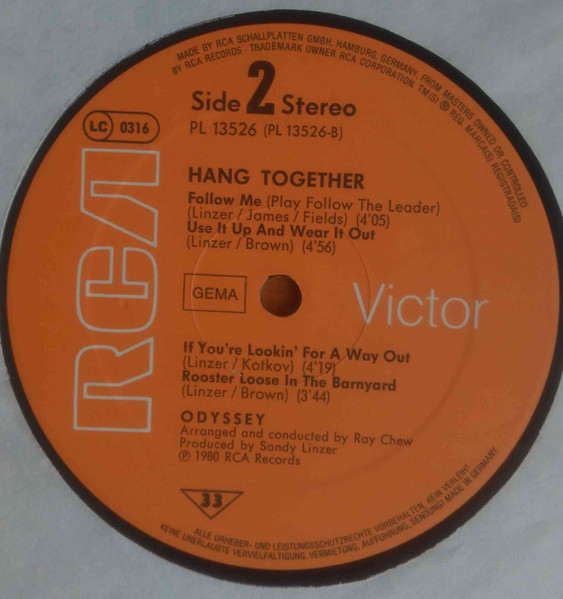 MADE BY RCA SCHALLPLATTEN GMBH, HAMBURG, GERMANY, FROM MASTERS OWNED OR CONTROLLED
BY RCA RECORDS · TRADEMARK OWNER RCA CORPORATION ™(S) ® REG. MARCA(S) REGISTRADA(S)
Side 2 Stereo
PL 13526 (PL 13526-B)
LC 0316
RCA
HANG TOGETHER
Follow Me (Play Follow The Leader)
(Linzer/James/Fields) (4'05)
Use It Up And Wear It Out
(Linzer/Brown) (4'56)
GEMA
Victor
If You're Lookin' For A Way Out
(Linzer/Kotkov) (4'19)
Rooster Loose In The Barnyard
(Linzer/Brown) (3'44)
ODYSSEY
Arranged and conducted by Ray Chew
Produced by Sandy Linzer
℗ 1980 RCA Records
33
ALLE URHEBER- UND LEISTUNGSSCHUTZRECHTE VORBEHALTEN. KEIN VERLEIH!
KEINE UNERLAUBTE VERVIELFÄLTIGUNG, VERMIETUNG, AUFFÜHRUNG, SENDUNG! MADE IN GERMANY